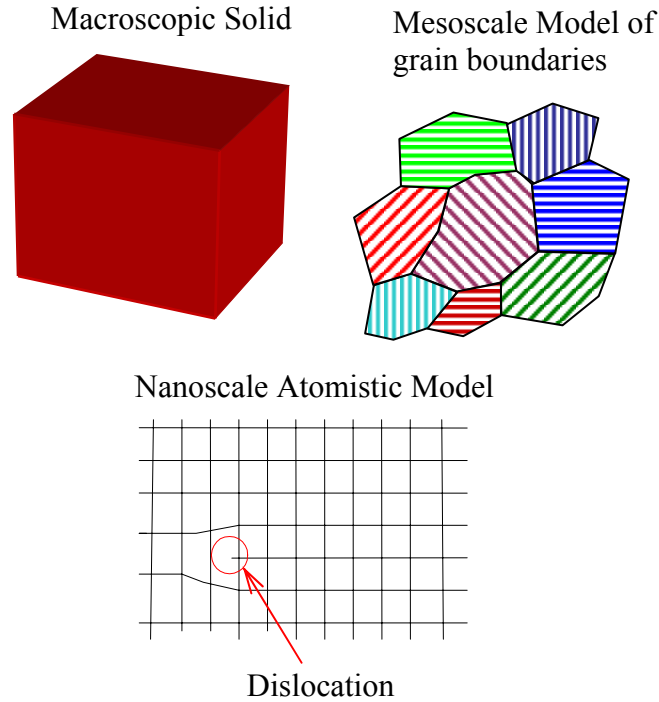 Macroscopic Solid
Mesoscale Model of
grain boundaries
Nanoscale Atomistic Model
Dislocation